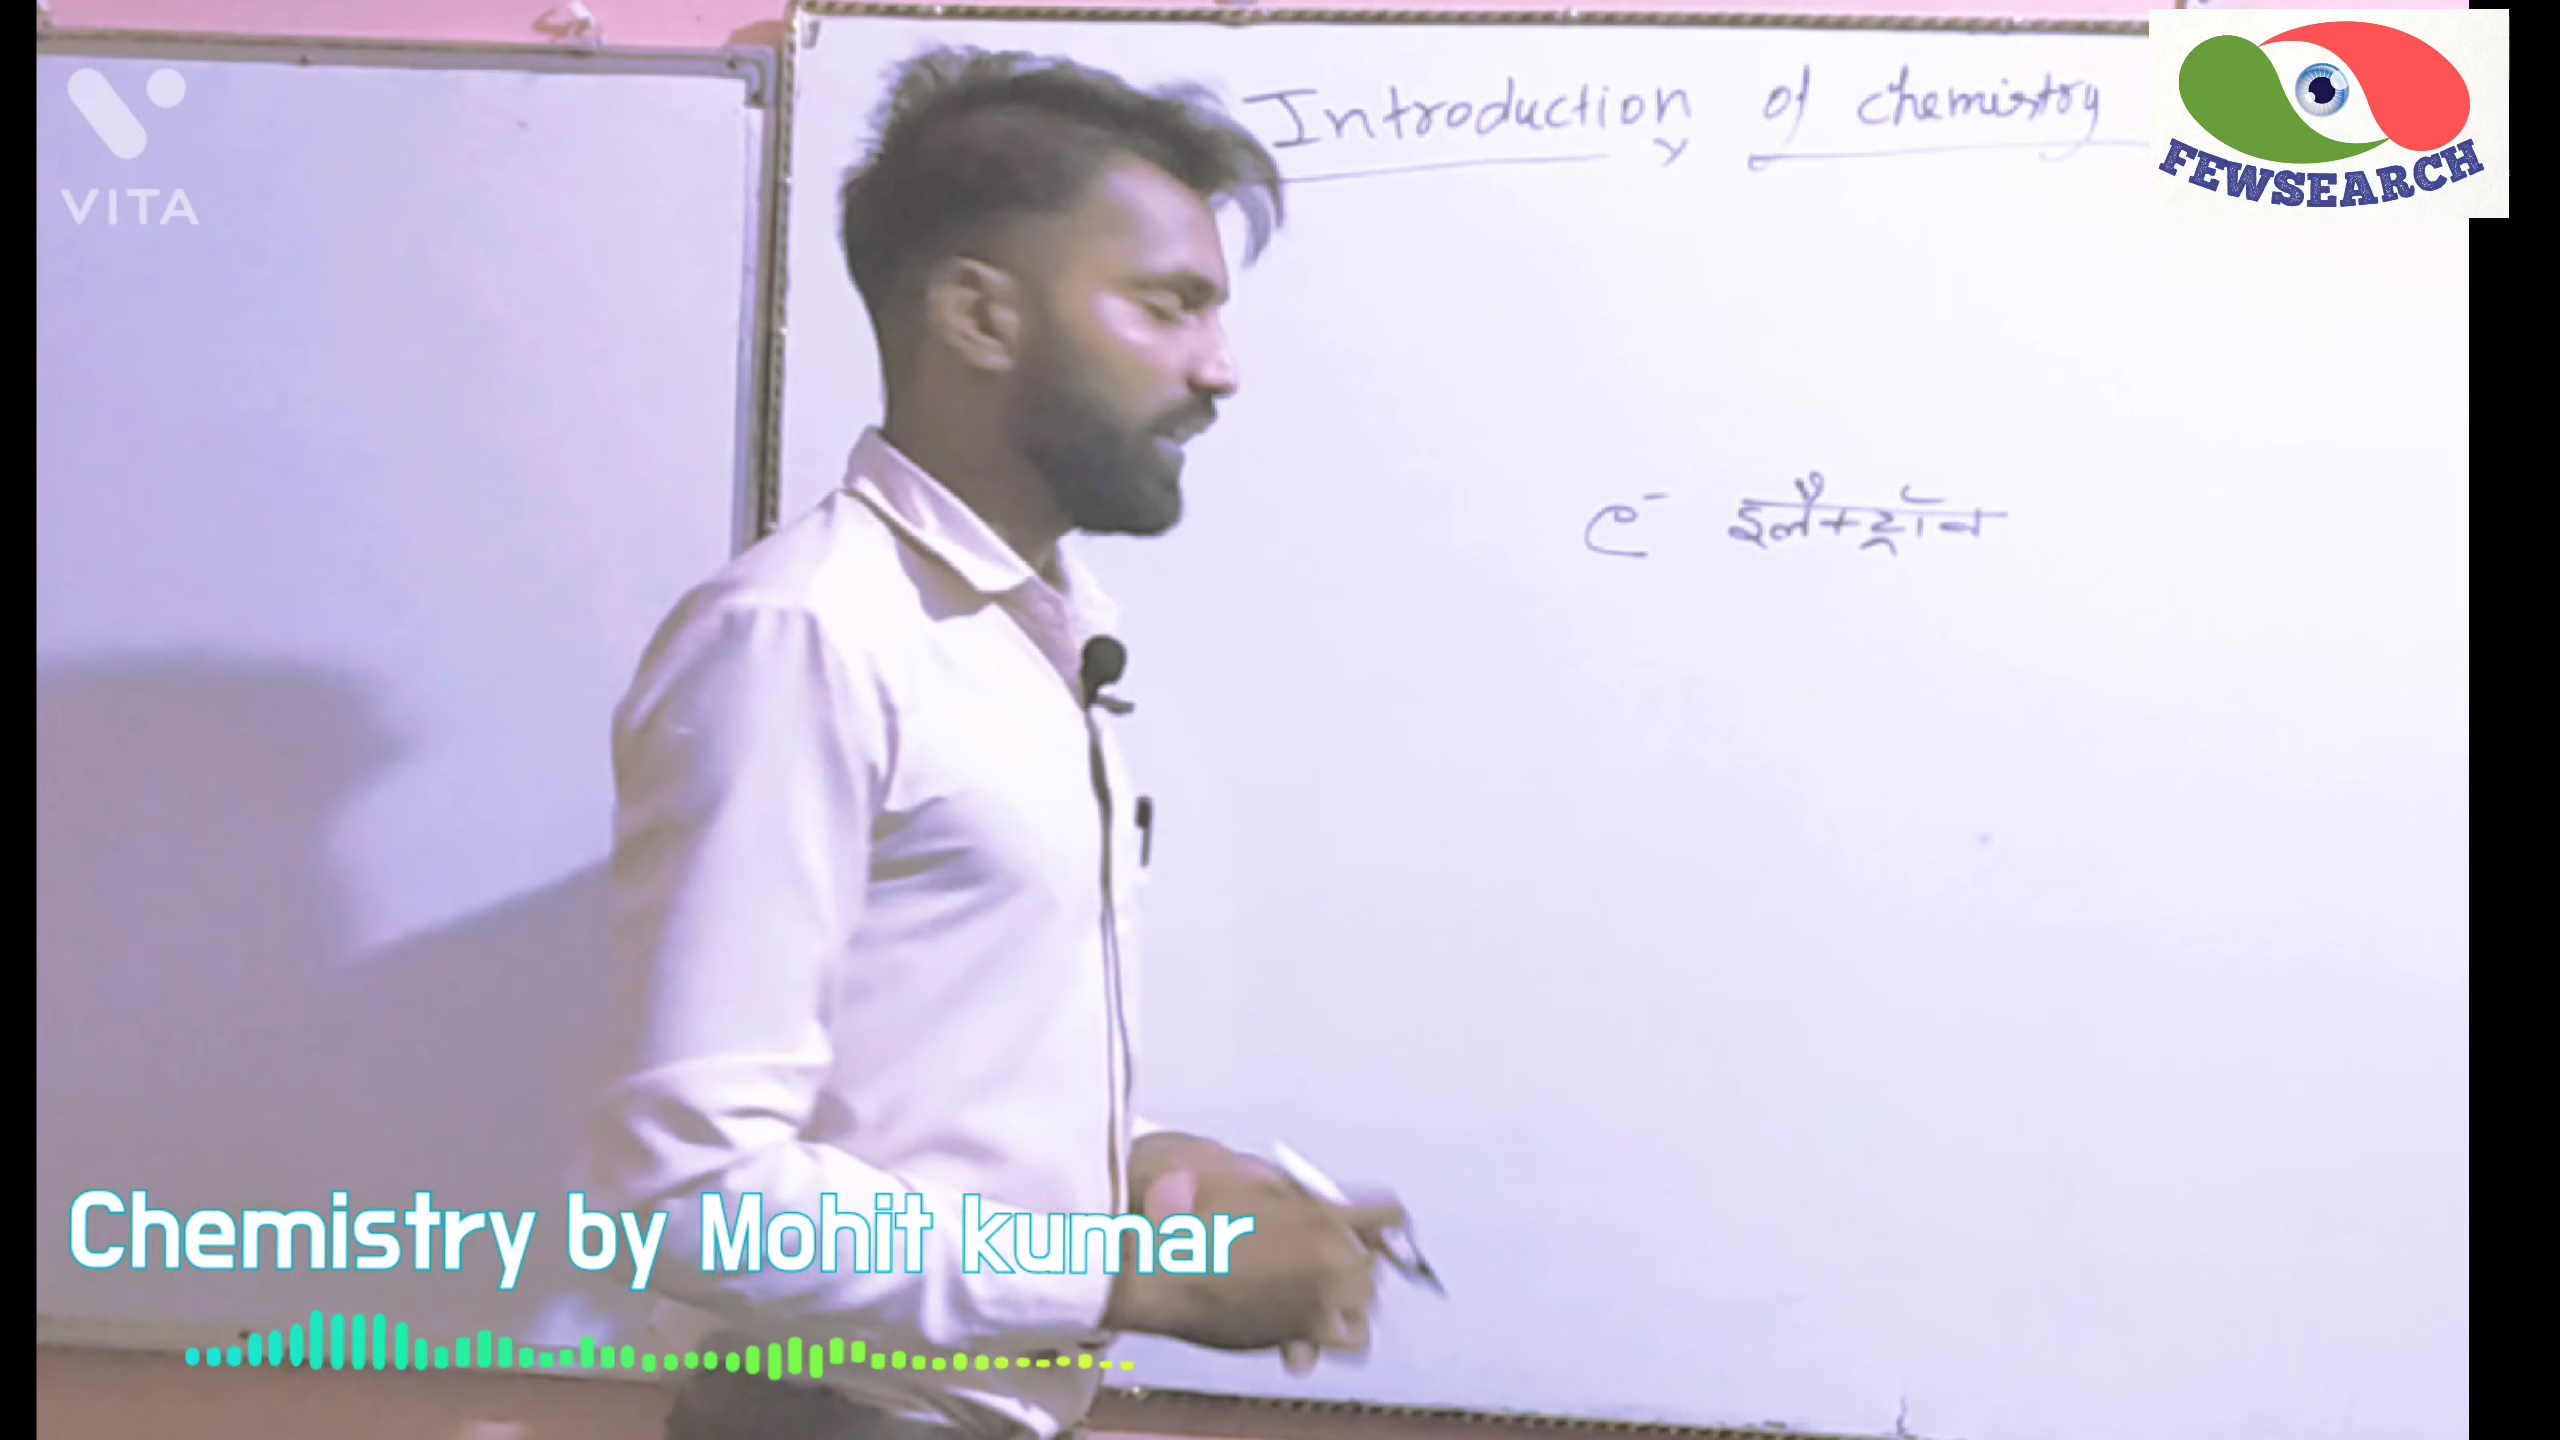 VITA
Introduction of chemistry
FEWSEARCH
e⁻ इलैक्ट्रॉन
Chemistry by Mohit kumar